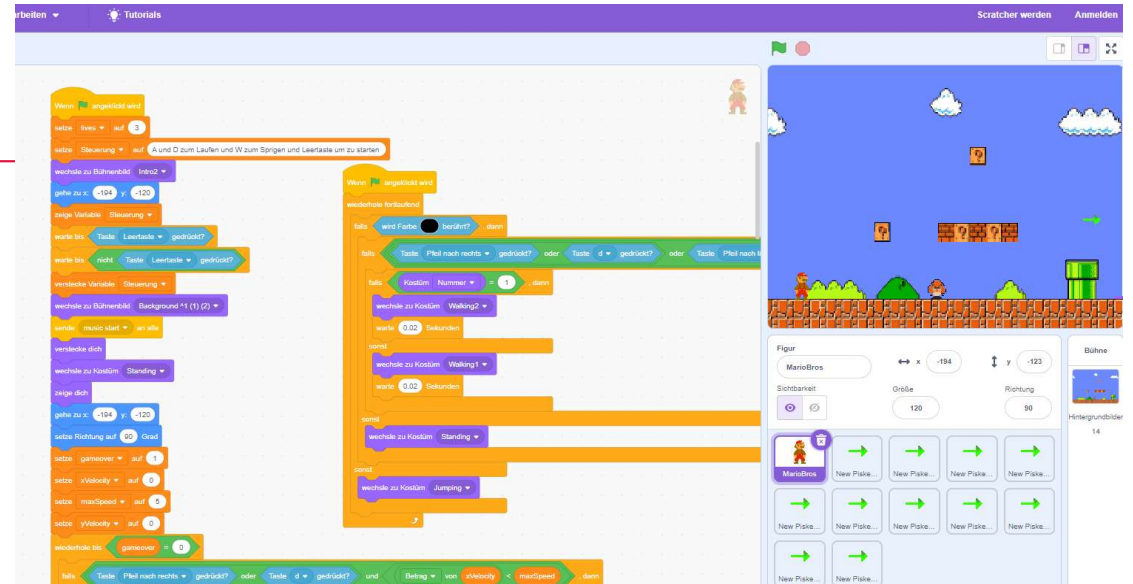 rbeiten
Tutorials
Scratcher werden
Anmelden
Wenn angeklickt wird
setze lives auf 3
setze Steuerung auf A und D zum Laufen und W zum Sprigen und Leertaste um zu starten
wechsle zu Bühnenbild Intro2
gehe zu x: -194 y: -120
zeige Variable Steuerung
warte bis Taste Leertaste gedrückt?
warte bis nicht Taste Leertaste gedrückt?
verstecke Variable Steuerung
wechsle zu Bühnenbild Background ^1 (1) (2)
sende music start an alle
verstecke dich
wechsle zu Kostüm Standing
zeige dich
gehe zu x: -194 y: -120
setze Richtung auf 90 Grad
setze gameover auf 1
setze xVelocity auf 0
setze maxSpeed auf 5
setze yVelocity auf 0
wiederhole bis gameover = 0
falls Taste Pfeil nach rechts gedrückt? oder Taste d gedrückt? und Betrag von xVelocity < maxSpeed , dann
Wenn angeklickt wird
wiederhole fortlaufend
falls wird Farbe berührt? , dann
falls Taste Pfeil nach rechts gedrückt? oder Taste d gedrückt? oder Taste Pfeil nach
falls Kostüm Nummer = 1 , dann
wechsle zu Kostüm Walking2
warte 0.02 Sekunden
sonst
wechsle zu Kostüm Walking1
warte 0.02 Sekunden
sonst
wechsle zu Kostüm Standing
sonst
wechsle zu Kostüm Jumping
Figur
MarioBros
x -194
y -123
Sichtbarkeit
Größe
120
Richtung
90
Bühne
Hintergrundbilder
14
MarioBros
New Piske...
New Piske...
New Piske...
New Piske...
New Piske...
New Piske...
New Piske...
New Piske...
New Piske...
New Piske...
New Piske...